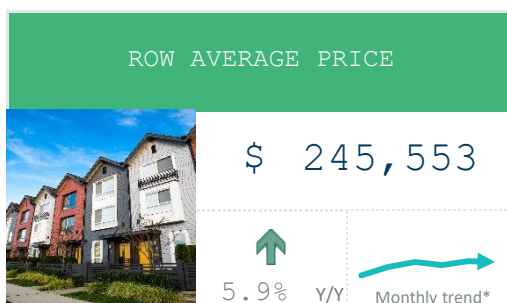 ROW AVERAGE PRICE
$ 245,553
5.9% Y/Y
Monthly trend*